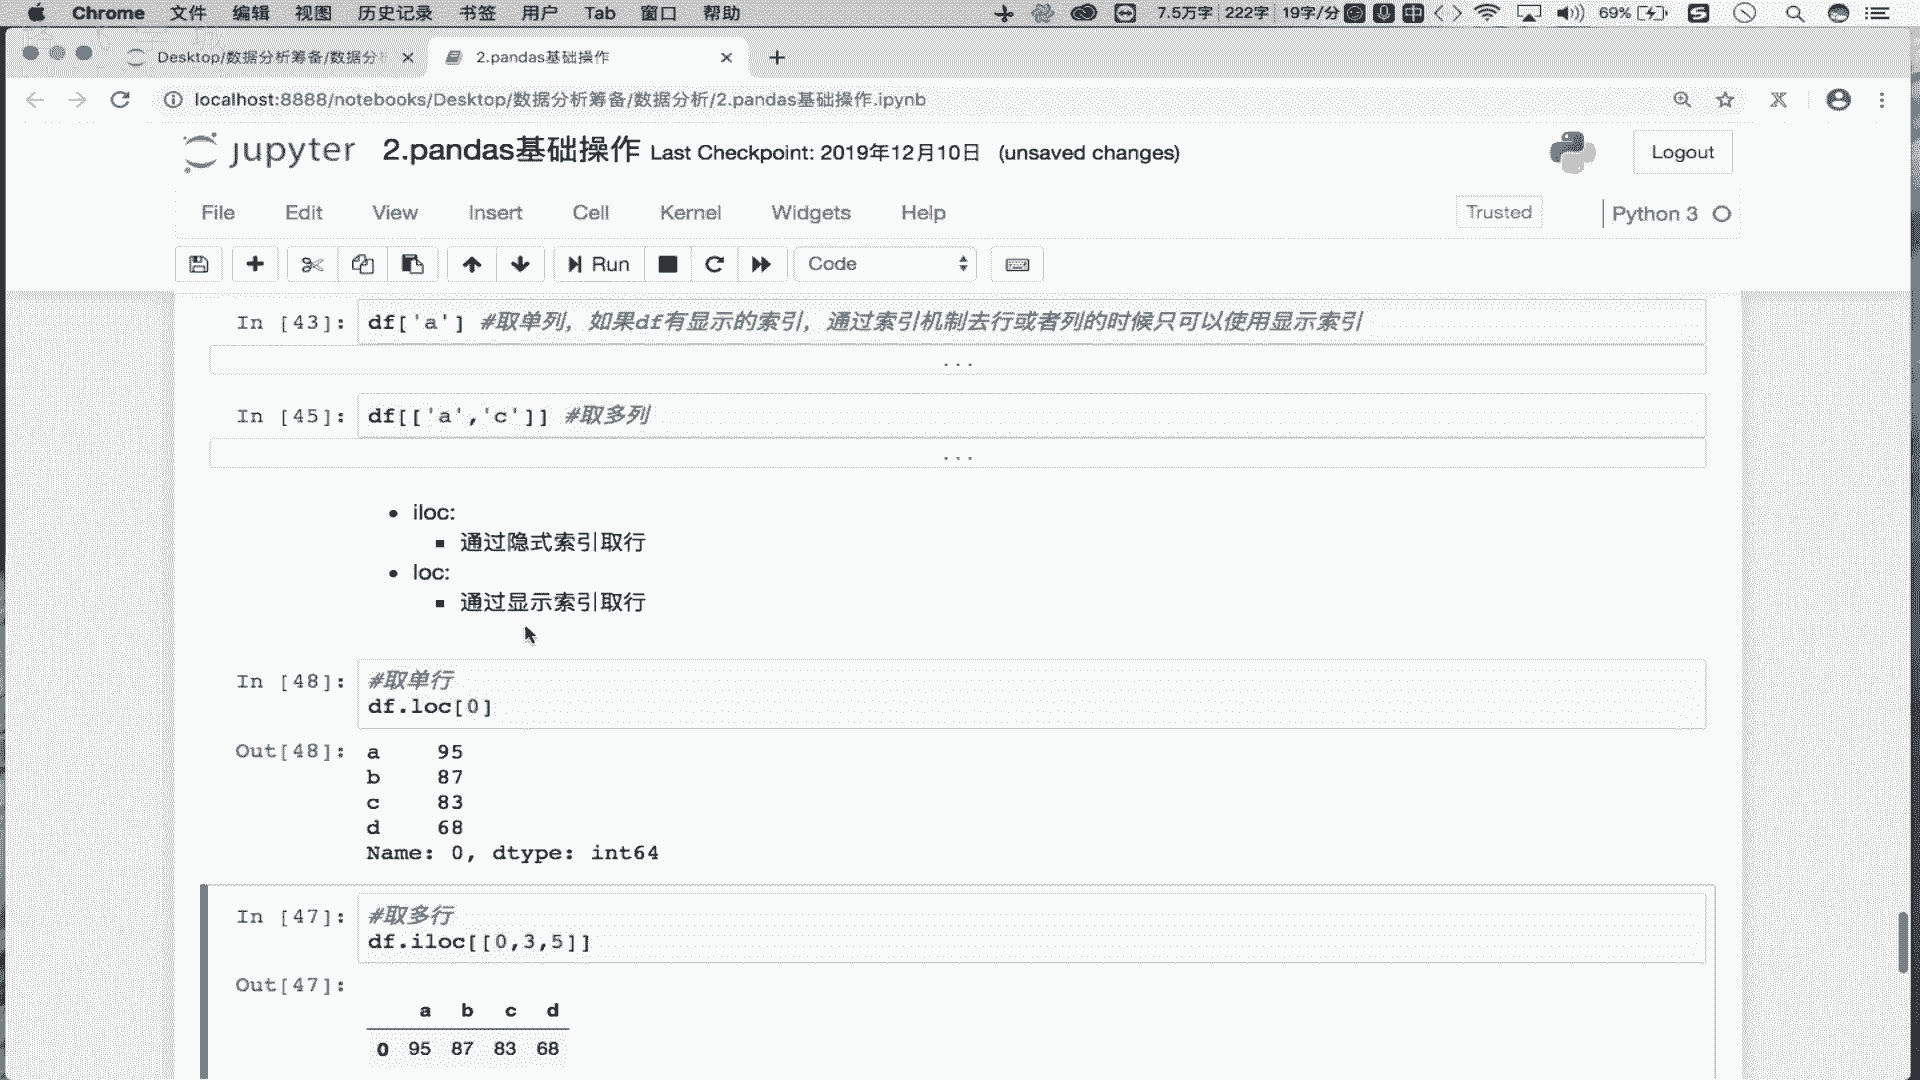 Chrome 文件 编辑 视图 历史记录 书签 用户 Tab 窗口 帮助 7.5万字 222字 19字/分 中 69%
Desktop/数据分析筹备/数据分 2.pandas基础操作
localhost:8888/notebooks/Desktop/数据分析筹备/数据分析/2.pandas基础操作.ipynb
jupyter 2.pandas基础操作 Last Checkpoint: 2019年12月10日 (unsaved changes) Logout
File Edit View Insert Cell Kernel Widgets Help Trusted Python 3
Run Code
In [43]: df['a'] #取单列，如果df有显示的索引，通过索引机制去行或者列的时候只可以使用显示索引
...
In [45]: df[['a','c']] #取多列
...
iloc:
通过隐式索引取行
loc:
通过显示索引取行
In [48]: #取单行
df.loc[0]
Out[48]: a 95
b 87
c 83
d 68
Name: 0, dtype: int64
In [47]: #取多行
df.iloc[[0,3,5]]
Out[47]:
a b c d
0 95 87 83 68